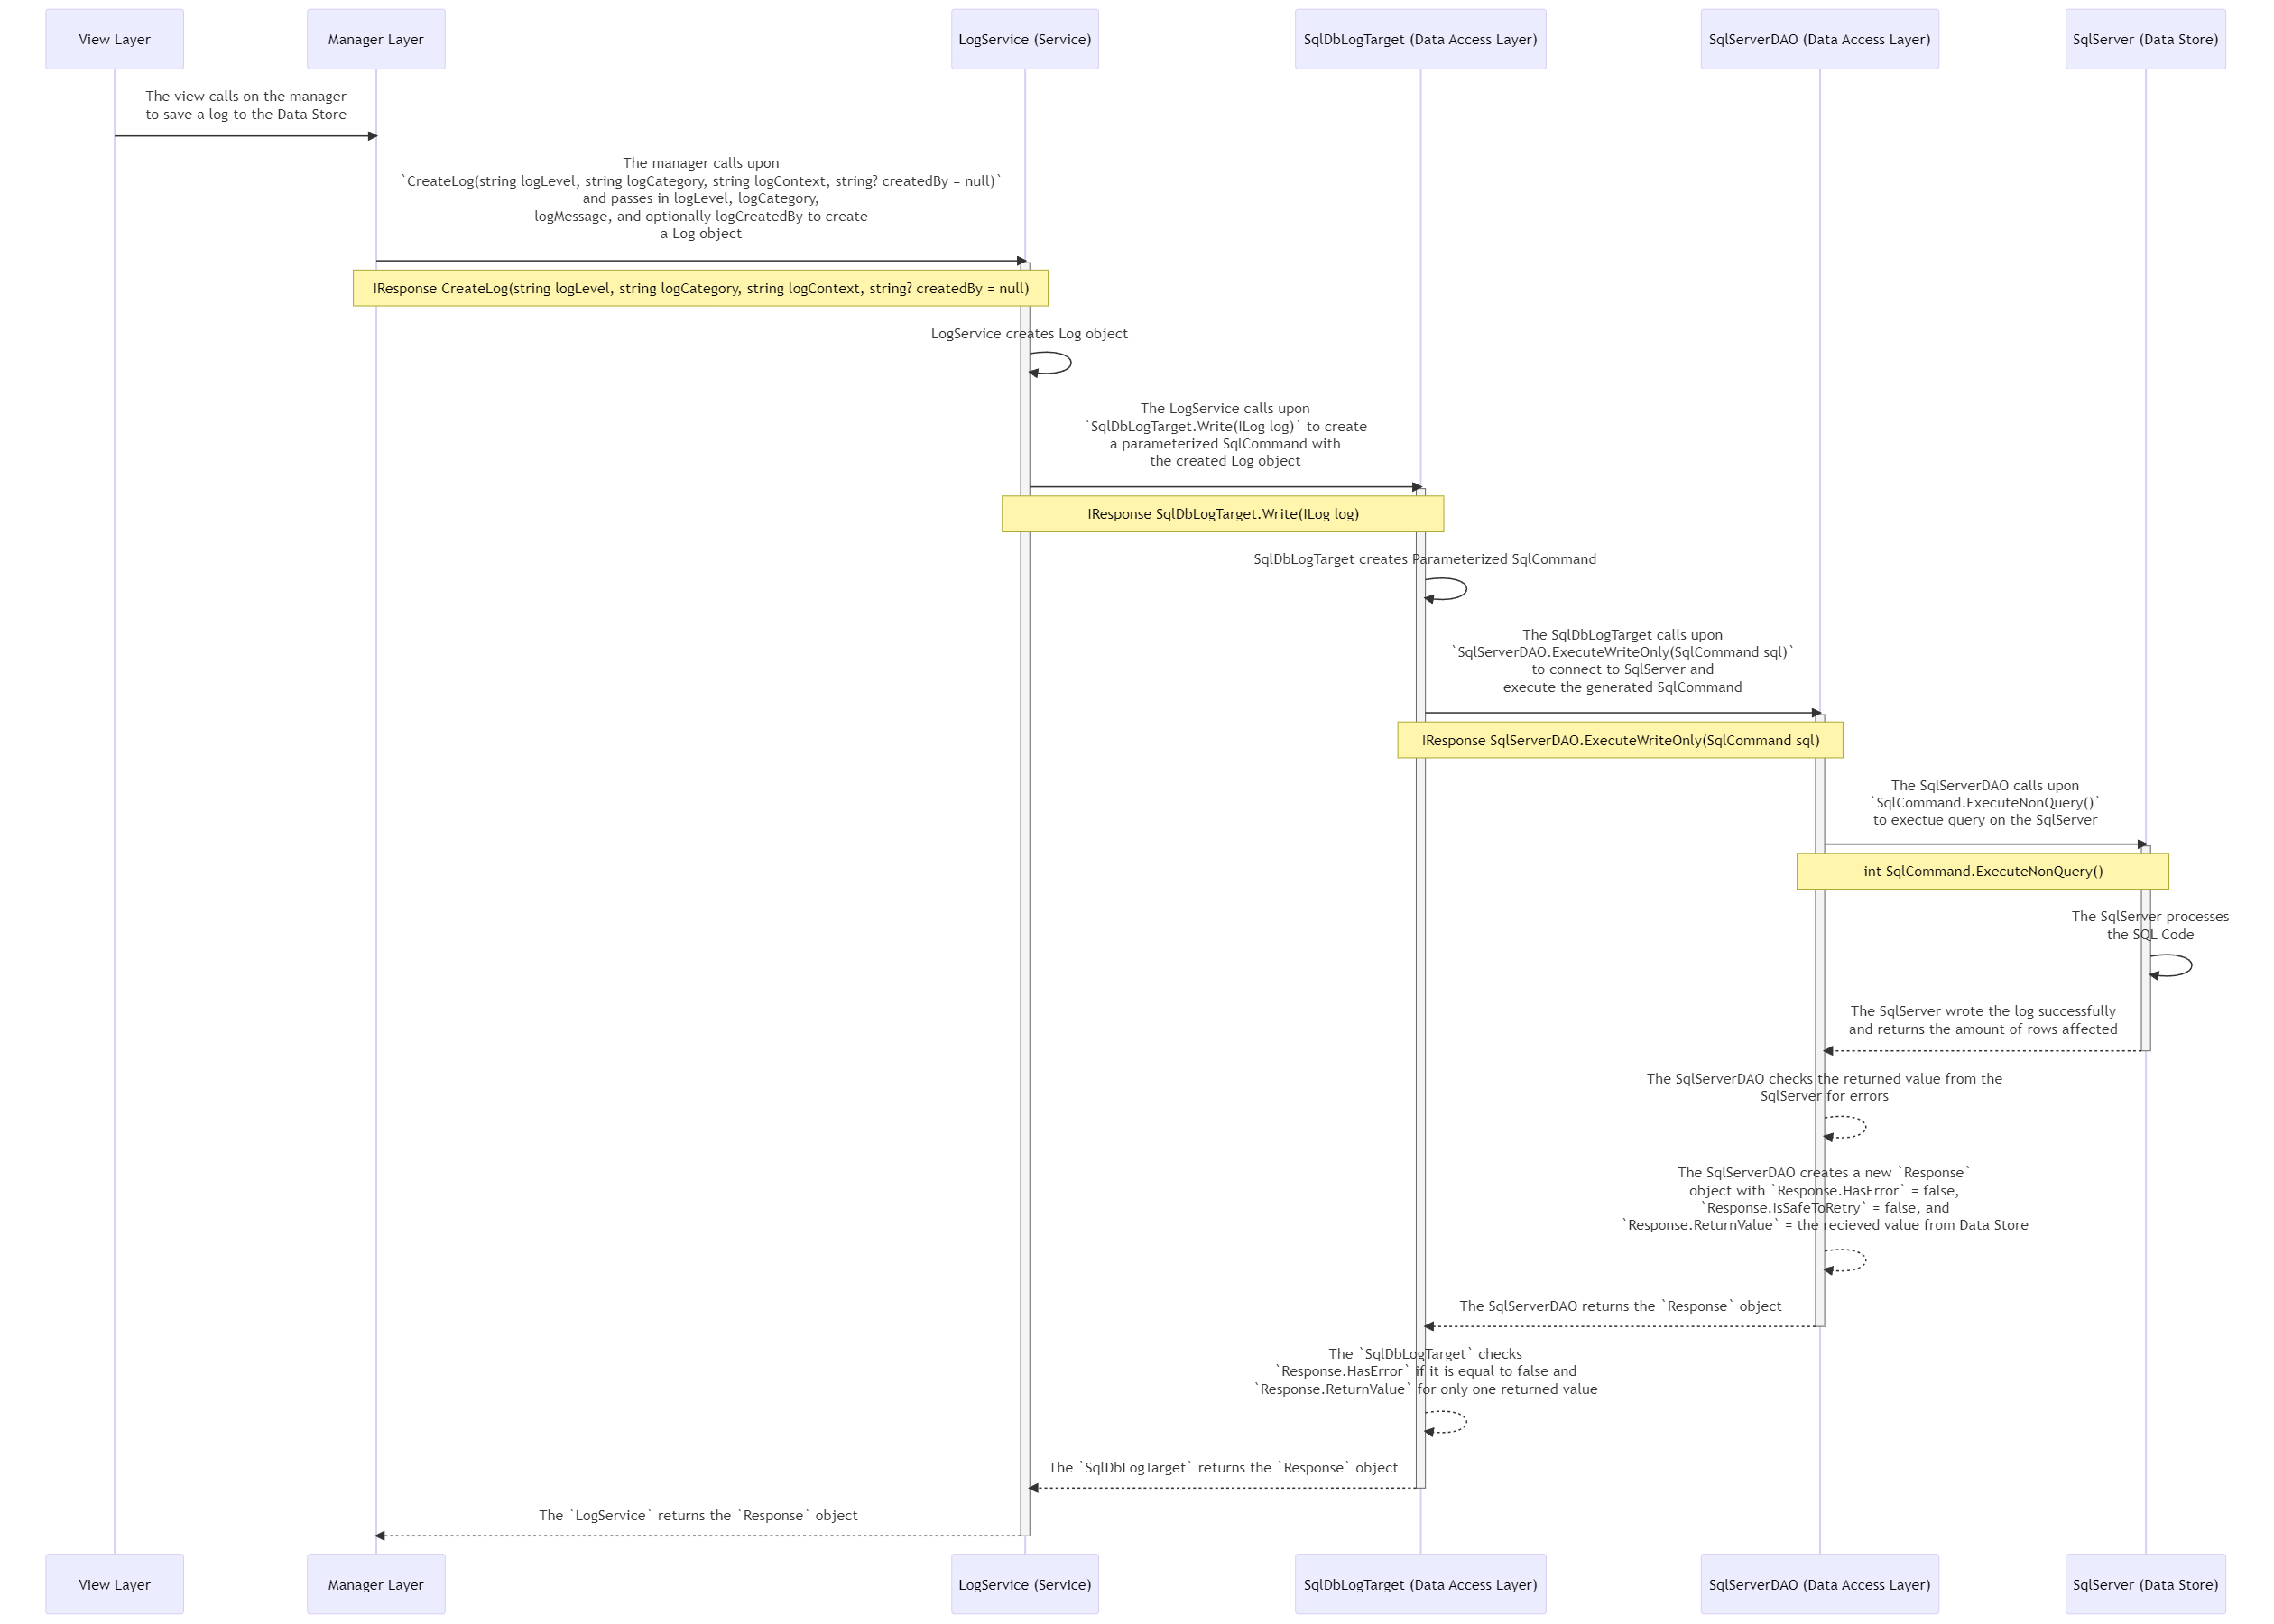 View Layer
Manager Layer
LogService (Service)
SqlDbLogTarget (Data Access Layer)
SqlServerDAO (Data Access Layer)
SqlServer (Data Store)
The view calls on the manager
to save a log to the Data Store
The manager calls upon
`CreateLog(string logLevel, string logCategory, string logContext, string? createdBy = null)`
and passes in logLevel, logCategory,
logMessage, and optionally logCreatedBy to create
a Log object
IResponse CreateLog(string logLevel, string logCategory, string logContext, string? createdBy = null)
LogService creates Log object
The LogService calls upon
`SqlDbLogTarget.Write(ILog log)` to create
a parameterized SqlCommand with
the created Log object
IResponse SqlDbLogTarget.Write(ILog log)
SqlDbLogTarget creates Parameterized SqlCommand
The SqlDbLogTarget calls upon
`SqlServerDAO.ExecuteWriteOnly(SqlCommand sql)`
to connect to SqlServer and
execute the generated SqlCommand
IResponse SqlServerDAO.ExecuteWriteOnly(SqlCommand sql)
The SqlServerDAO calls upon
`SqlCommand.ExecuteNonQuery()`
to exectue query on the SqlServer
int SqlCommand.ExecuteNonQuery()
The SqlServer processes
the SQL Code
The SqlServer wrote the log successfully
and returns the amount of rows affected
The SqlServerDAO checks the returned value from the
SqlServer for errors
The SqlServerDAO creates a new `Response`
object with `Response.HasError` = false,
`Response.IsSafeToRetry` = false, and
`Response.ReturnValue` = the recieved value from Data Store
The SqlServerDAO returns the `Response` object
The `SqlDbLogTarget` checks
`Response.HasError` if it is equal to false and
`Response.ReturnValue` for only one returned value
The `SqlDbLogTarget` returns the `Response` object
The `LogService` returns the `Response` object
View Layer
Manager Layer
LogService (Service)
SqlDbLogTarget (Data Access Layer)
SqlServerDAO (Data Access Layer)
SqlServer (Data Store)